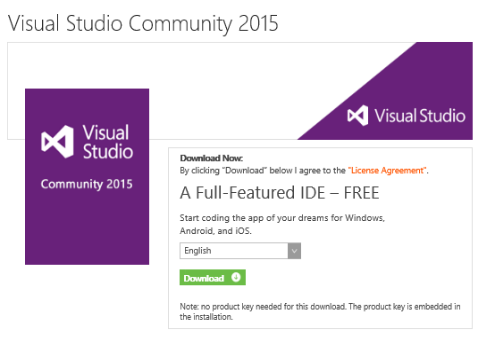 Visual Studio Community 2015
Visual Studio
Visual
Studio
Community 2015
Download Now:
By clicking "Download" below I agree to the "License Agreement".
A Full-Featured IDE – FREE
Start coding the app of your dreams for Windows,
Android, and iOS.
English
Download
Note: no product key needed for this download. The product key is embedded in
the installation.